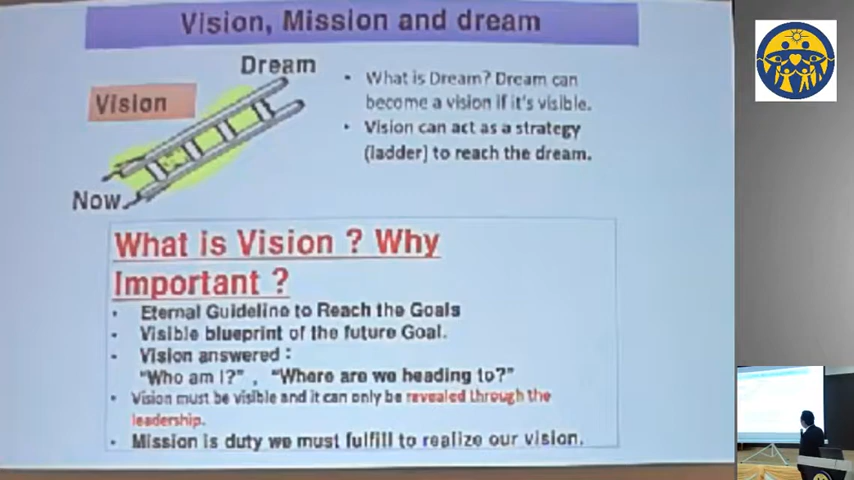 Vision, Mission and dream
Dream
Vision
Now
• What is Dream? Dream can
become a vision if it's visible.
• Vision can act as a strategy
(ladder) to reach the dream.
What is Vision ? Why
Important ?
• Eternal Guideline to Reach the Goals
• Visible blueprint of the future Goal.
• Vision answered :
"Who am I?" , "Where are we heading to?"
• Vision must be visible and it can only be revealed through the
leadership.
• Mission is duty we must fulfill to realize our vision.